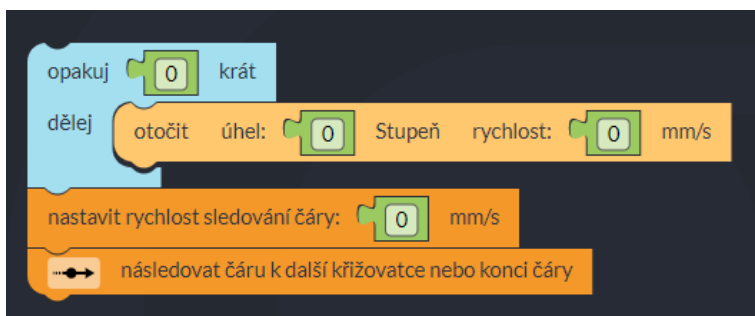 opakuj 0 krát
dělej otočit úhel: 0 Stupeň rychlost: 0 mm/s
nastavit rychlost sledování čáry: 0 mm/s
následovat čáru k další křižovatce nebo konci čáry